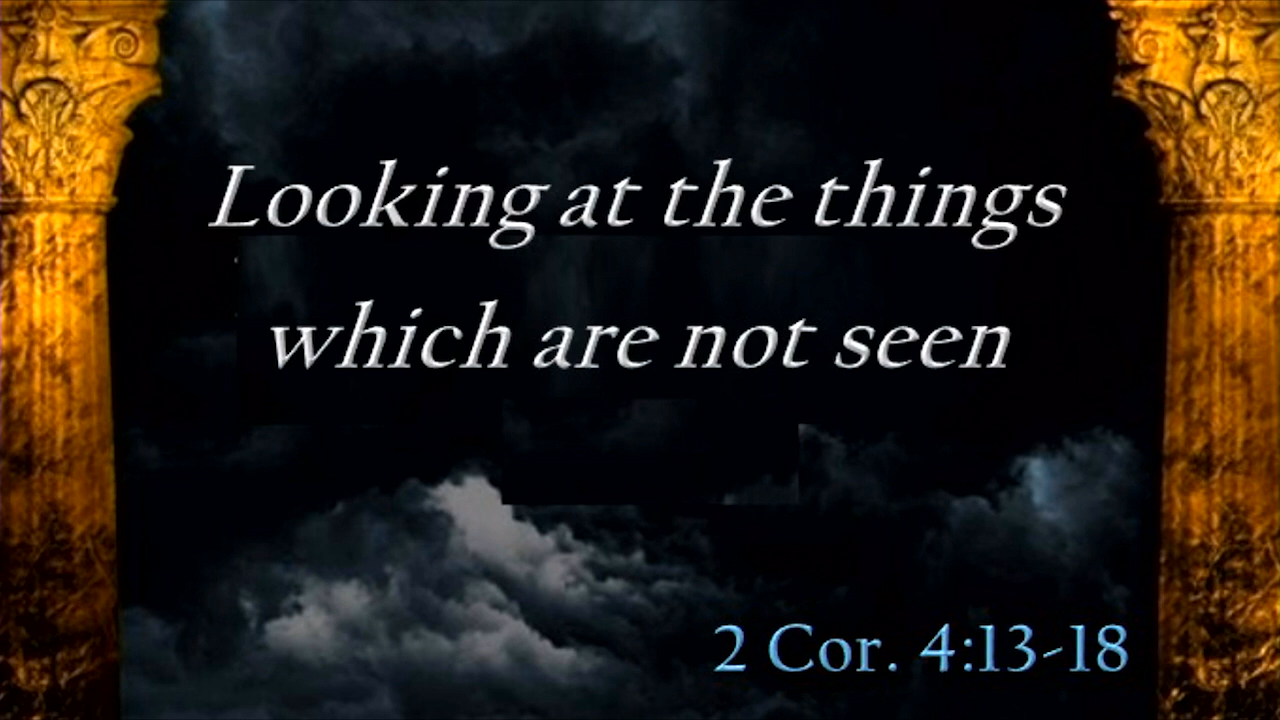 Looking at the things
which are not seen
2 Cor. 4:13-18